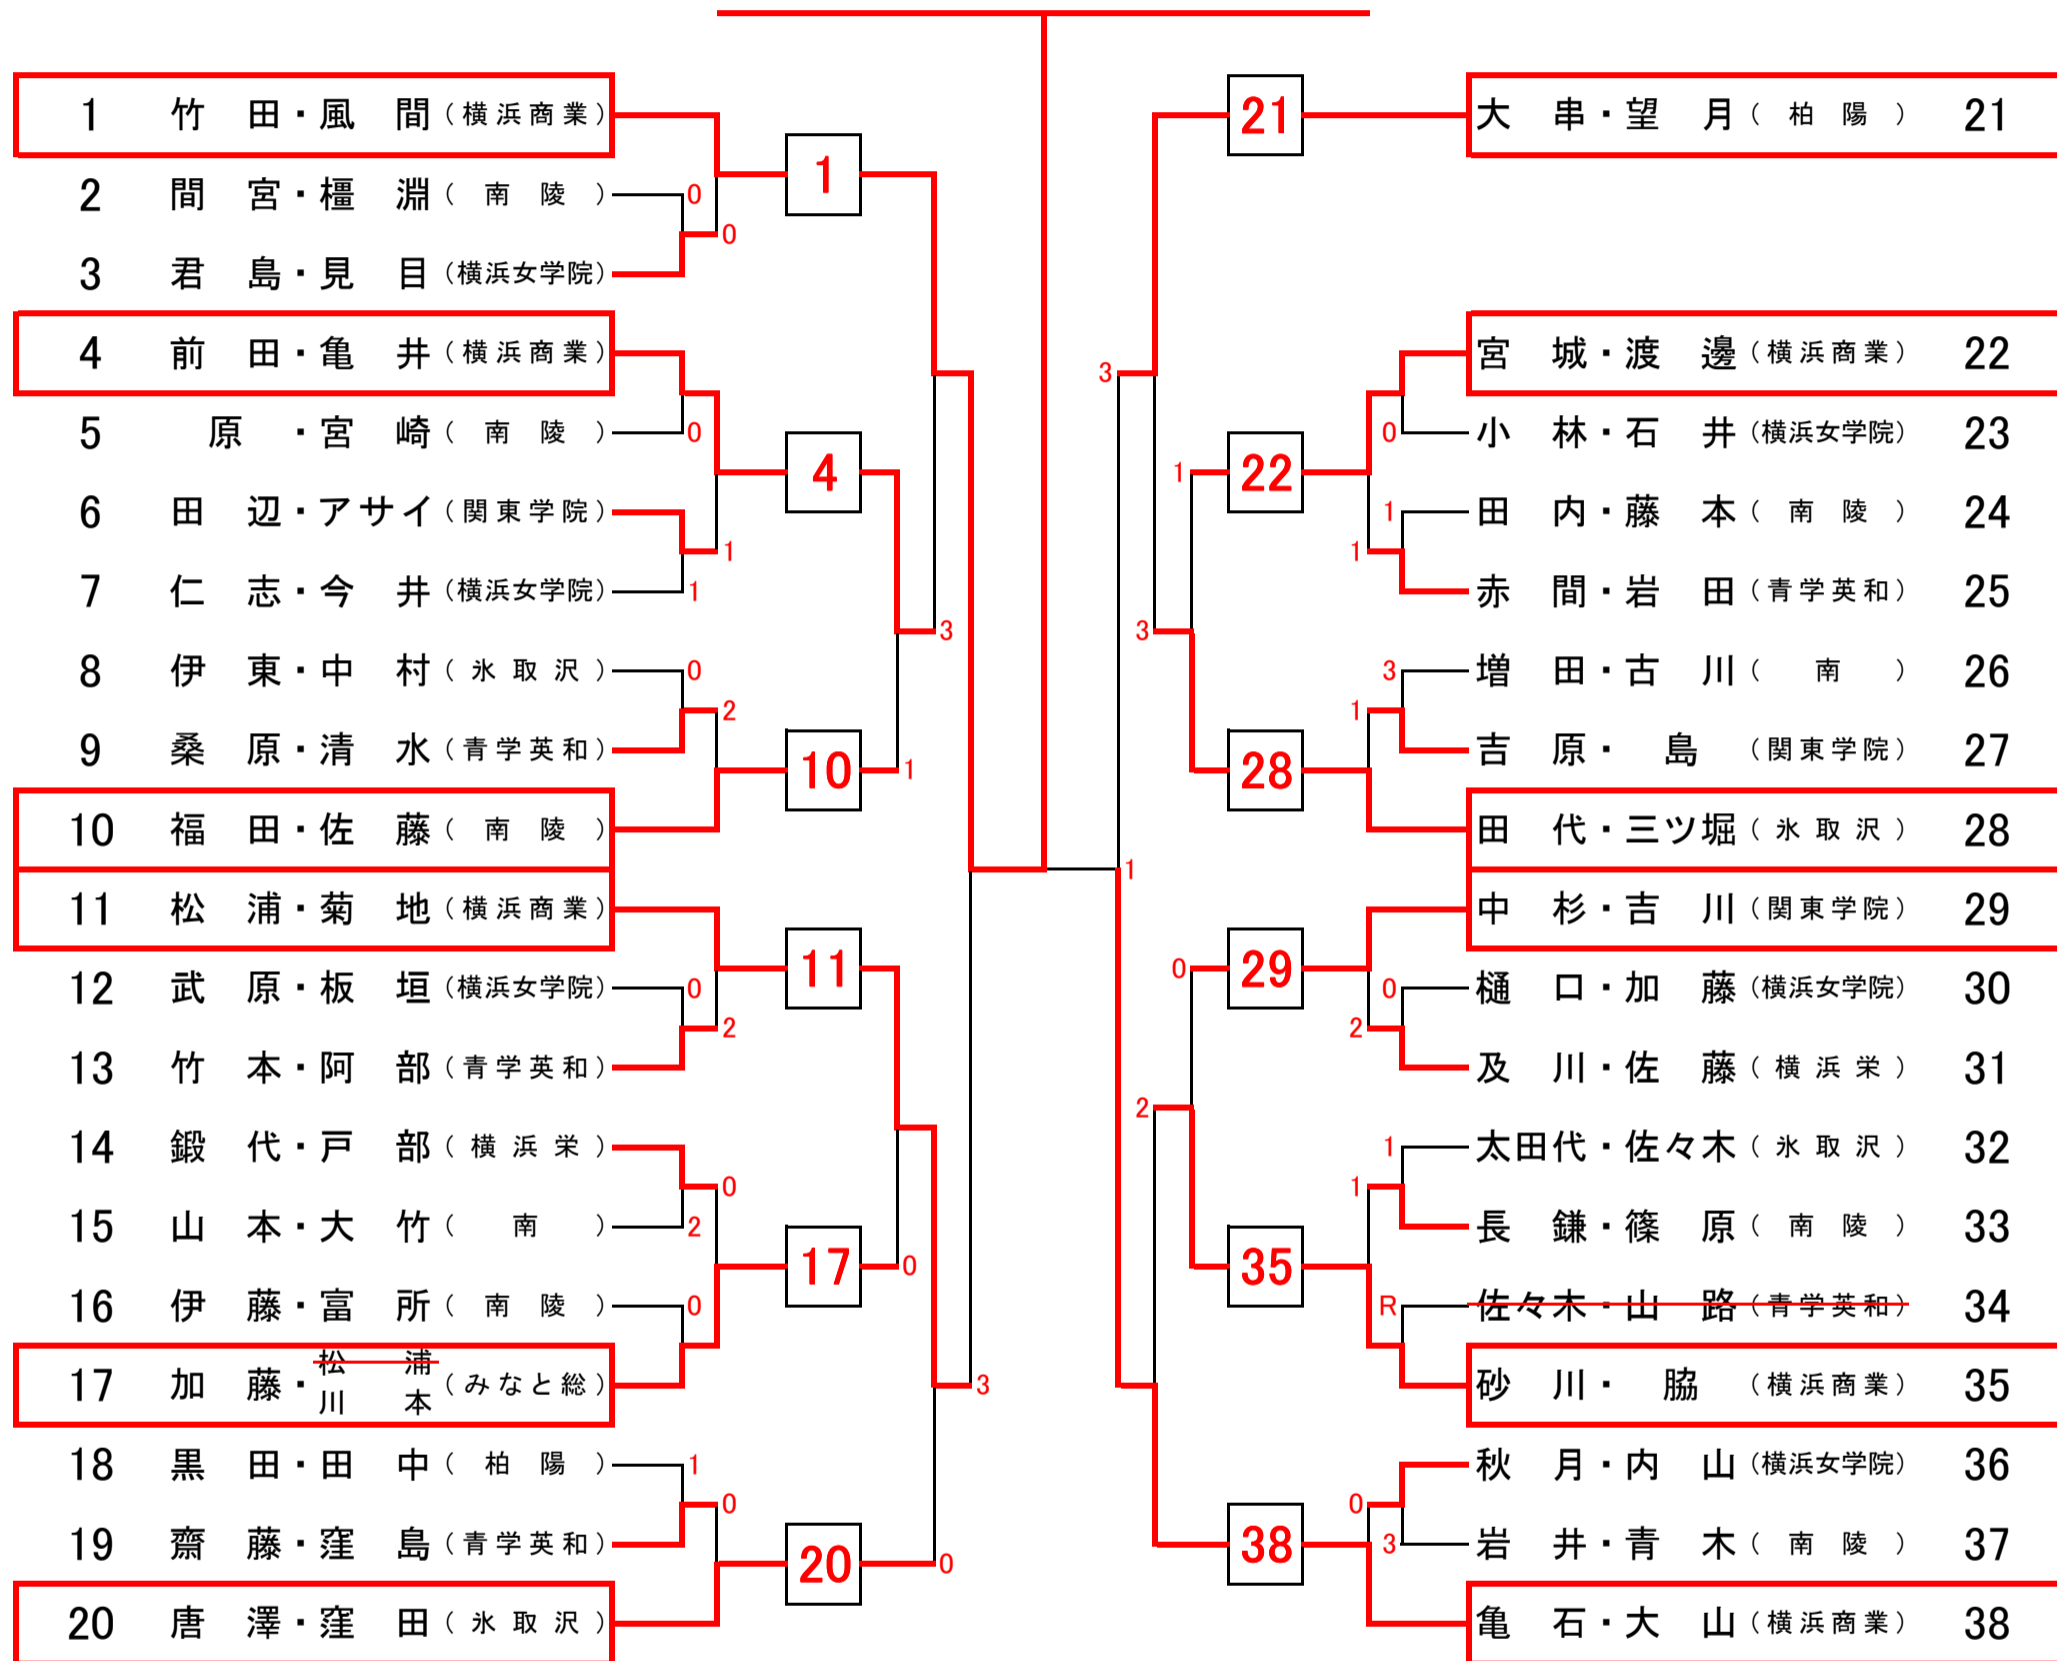 1 竹田・風間(横浜商業)
2 間宮・橿淵(南陵)
3 君島・見目(横浜女学院)
4 前田・亀井(横浜商業)
5 原・宮崎(南陵)
6 田辺・アサイ(関東学院)
7 仁志・今井(横浜女学院)
8 伊東・中村(氷取沢)
9 桑原・清水(青学英和)
10 福田・佐藤(南陵)
11 松浦・菊地(横浜商業)
12 武原・板垣(横浜女学院)
13 竹本・阿部(青学英和)
14 鍛代・戸部(横浜栄)
15 山本・大竹(南)
16 伊藤・富所(南陵)
松浦
17 加藤・川本(みなと総)
18 黒田・田中(柏陽)
19 齋藤・窪島(青学英和)
20 唐澤・窪田(氷取沢)
0
0
0
1
1
0
2
0
2
0
2
0
1
0
1
4
10
11
17
20
3
1
0
3
0
1
3
3
1
0
2
21
22
28
29
35
38
0
1
1
3
1
0
2
1
1
R
0
3
大串・望月(柏陽) 21
宮城・渡邊(横浜商業) 22
小林・石井(横浜女学院) 23
田内・藤本(南陵) 24
赤間・岩田(青学英和) 25
増田・古川(南) 26
吉原・島(関東学院) 27
田代・三ツ堀(氷取沢) 28
中杉・吉川(関東学院) 29
樋口・加藤(横浜女学院) 30
及川・佐藤(横浜栄) 31
太田代・佐々木(氷取沢) 32
長鎌・篠原(南陵) 33
佐々木・山路(青学英和) 34
砂川・脇(横浜商業) 35
秋月・内山(横浜女学院) 36
岩井・青木(南陵) 37
亀石・大山(横浜商業) 38